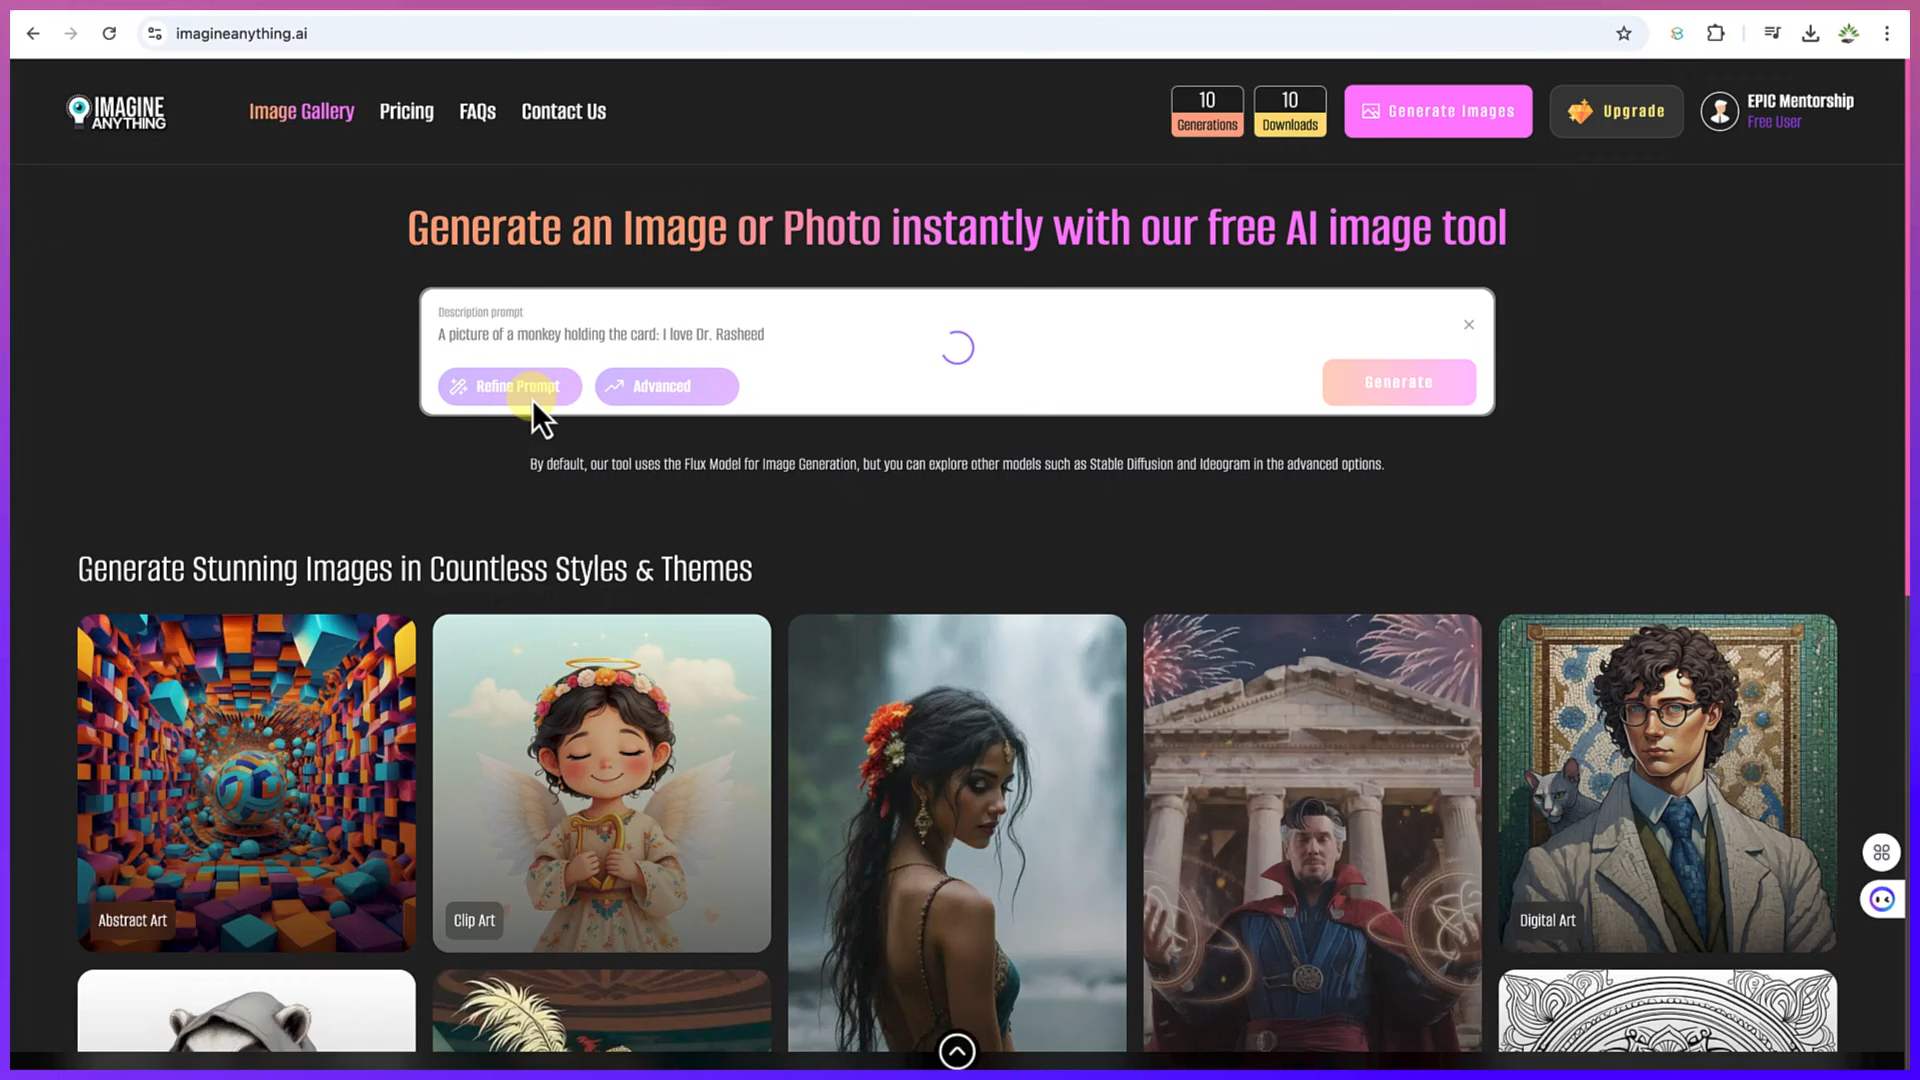 imagineanything.ai
IMAGINE
ANYTHING
Image Gallery
Pricing
FAQs
Contact Us
10
Generations
10
Downloads
Generate Images
Upgrade
EPIC Mentorship
Free User
Generate an Image or Photo instantly with our free AI image tool
Description prompt
A picture of a monkey holding the card: I love Dr. Rasheed
Refine Prompt
Advanced
Generate
By default, our tool uses the Flux Model for Image Generation, but you can explore other models such as Stable Diffusion and Ideogram in the advanced options.
Generate Stunning Images in Countless Styles & Themes
Abstract Art
Clip Art
Digital Art